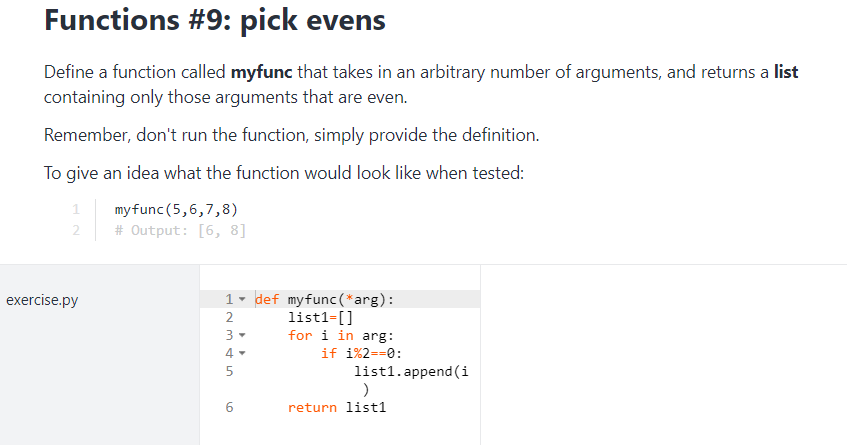 Functions #9: pick evens
Define a function called myfunc that takes in an arbitrary number of arguments, and returns a list
containing only those arguments that are even.
Remember, don't run the function, simply provide the definition.
To give an idea what the function would look like when tested:
1 myfunc(5,6,7,8)
2 # Output: [6, 8]
exercise.py
1 def myfunc(*arg):
2 list1=[]
3 for i in arg:
4 if i%2==0:
5 list1.append(i
)
6 return list1